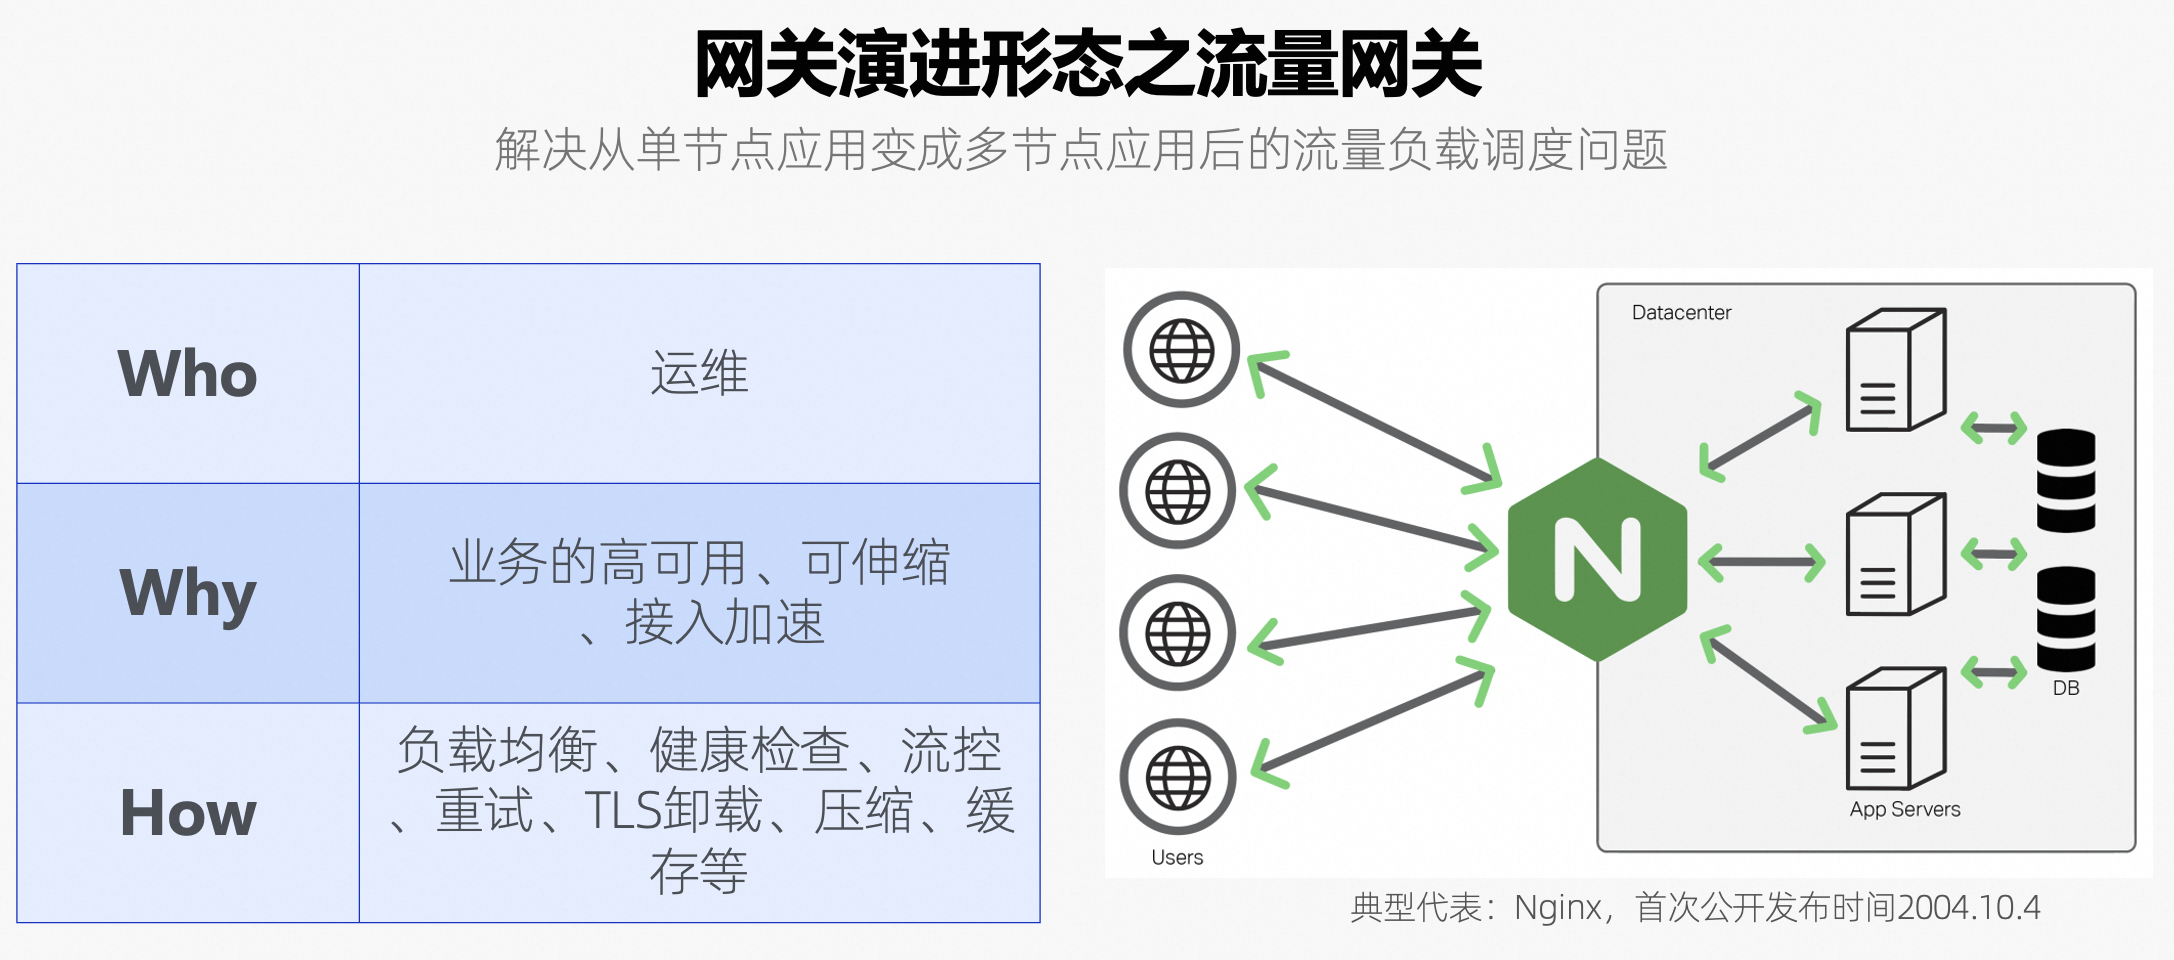 网关演进形态之流量网关
解决从单节点应用变成多节点应用后的流量负载调度问题
Who
运维
Why
业务的高可用、可伸缩
、接入加速
How
负载均衡、健康检查、流控
、重试、TLS卸载、压缩、缓
存等
Datacenter
N
DB
App Servers
Users
典型代表：Nginx，首次公开发布时间2004.10.4